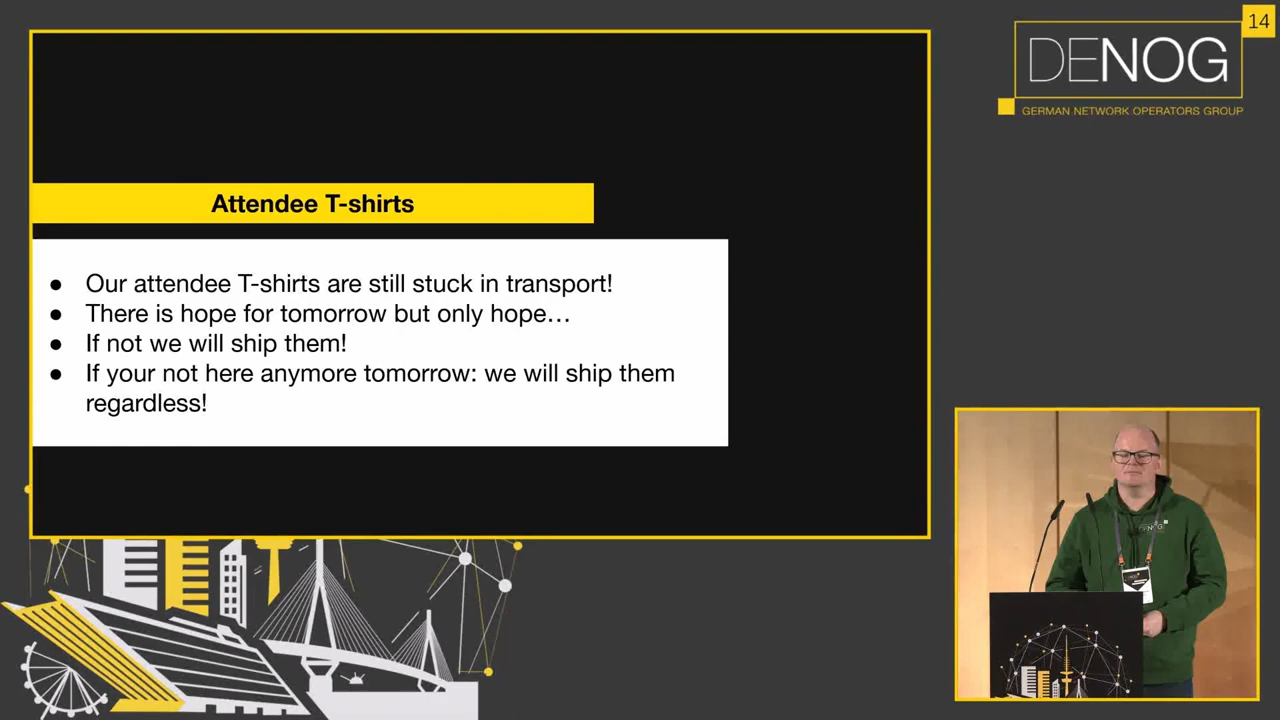 14
DENOG
GERMAN NETWORK OPERATORS GROUP
Attendee T-shirts
● Our attendee T-shirts are still stuck in transport!
● There is hope for tomorrow but only hope…
● If not we will ship them!
● If your not here anymore tomorrow: we will ship them
regardless!
DENOG